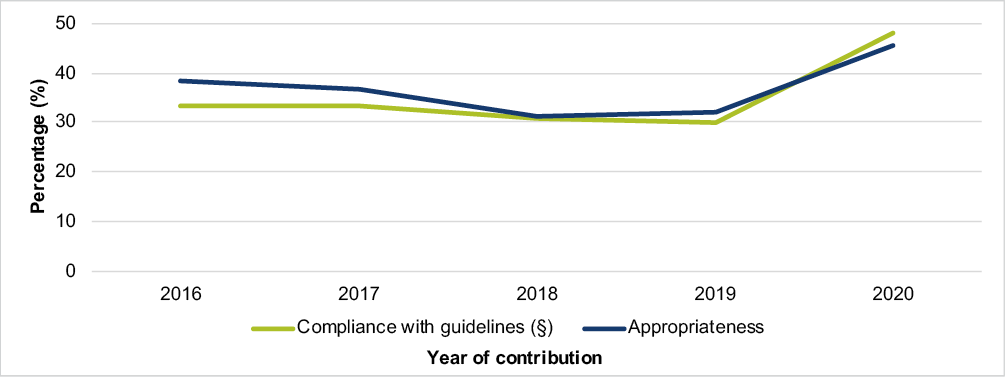 50
40
30
20
10
0
Percentage (%)
2016 2017 2018 2019 2020
Compliance with guidelines (§) Appropriateness
Year of contribution